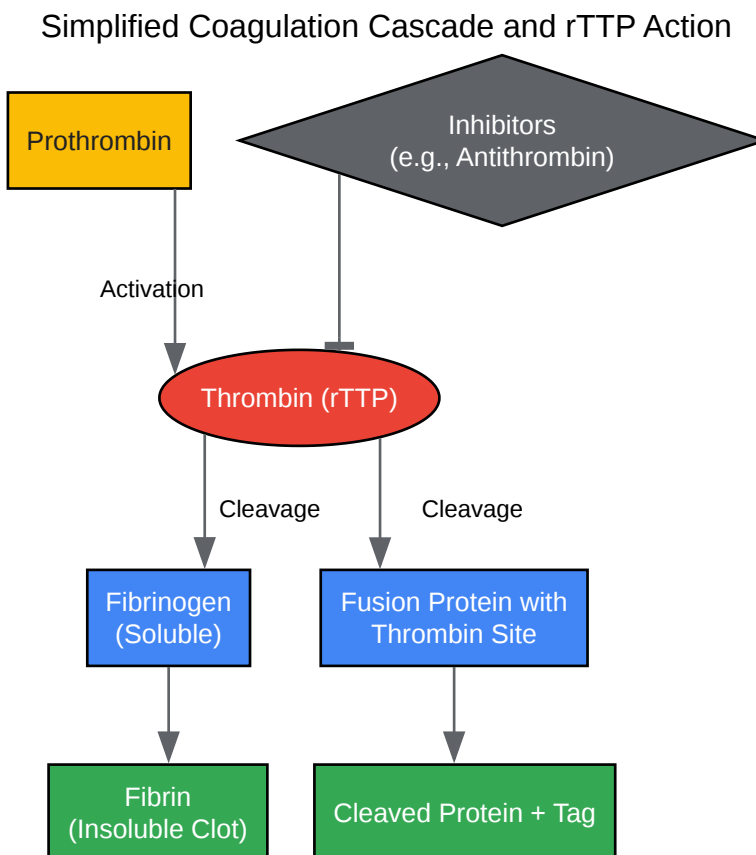 Simplified Coagulation Cascade and rTTP Action
Prothrombin
Inhibitors
(e.g., Antithrombin)
Activation
Thrombin (rTTP)
Cleavage
Cleavage
Fibrinogen
(Soluble)
Fusion Protein with
Thrombin Site
Fibrin
(Insoluble Clot)
Cleaved Protein + Tag